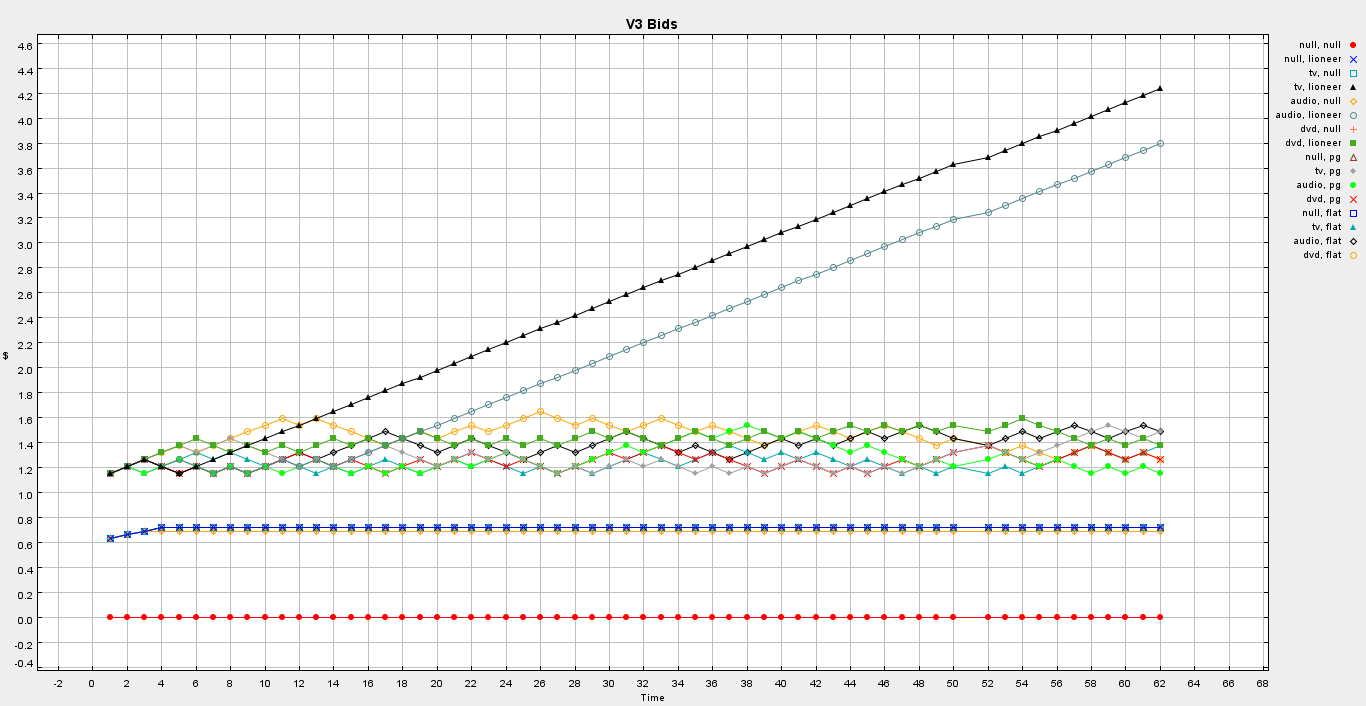 V3 Bids
4.6
4.4
4.2
4.0
3.8
3.6
3.4
3.2
3.0
2.8
2.6
2.4
$
2.2
2.0
1.8
1.6
1.4
1.2
1.0
0.8
0.6
0.4
0.2
0.0
-0.2
-0.4
-2 0 2 4 6 8 10 12 14 16 18 20 22 24 26 28 30 32 34 36 38 40 42 44 46 48 50 52 54 56 58 60 62 64 66 68
Time
null, null
null, lioneer
tv, null
tv, lioneer
audio, null
audio, lioneer
dvd, null
dvd, lioneer
null, pg
tv, pg
audio, pg
dvd, pg
null, flat
tv, flat
audio, flat
dvd, flat